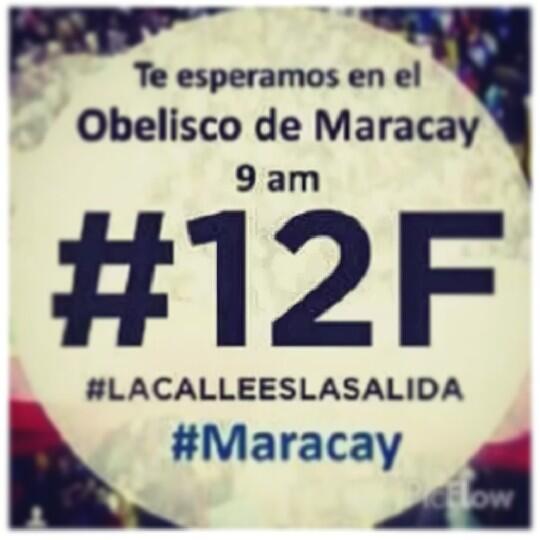 Te esperamos en el
Obelisco de Maracay
9 am
#12F
#LACALLEESLASALIDA
#Maracay